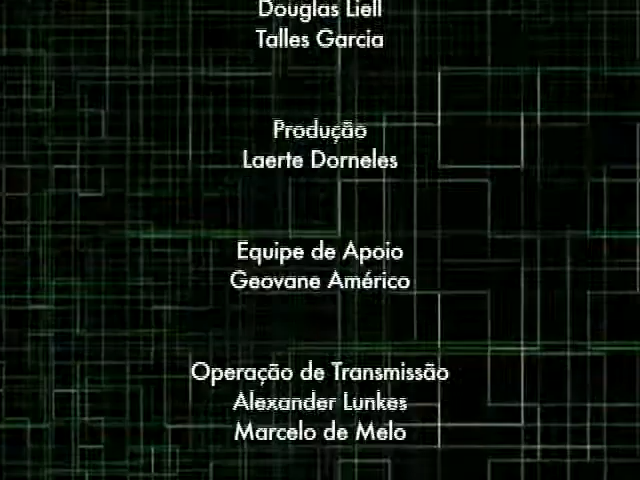 Douglas Liell
Talles Garcia
Produção
Laerte Dorneles
Equipe de Apoio
Geovane Américo
Operação de Transmissão
Alexander Lunkes
Marcelo de Melo